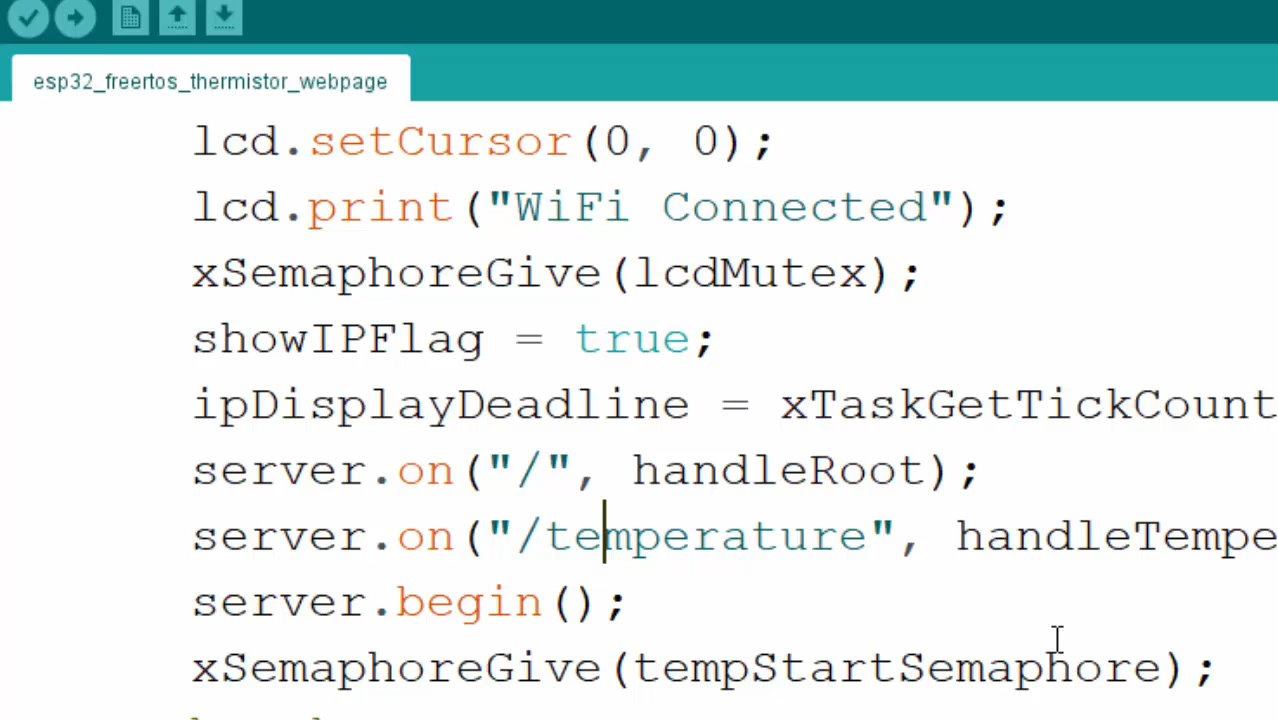 esp32_freertos_thermistor_webpage
lcd.setCursor(0, 0);
lcd.print("WiFi Connected");
xSemaphoreGive(lcdMutex);
showIPFlag = true;
ipDisplayDeadline = xTaskGetTickCount
server.on("/", handleRoot);
server.on("/temperature", handleTempe
server.begin();
xSemaphoreGive(tempStartSemaphore);